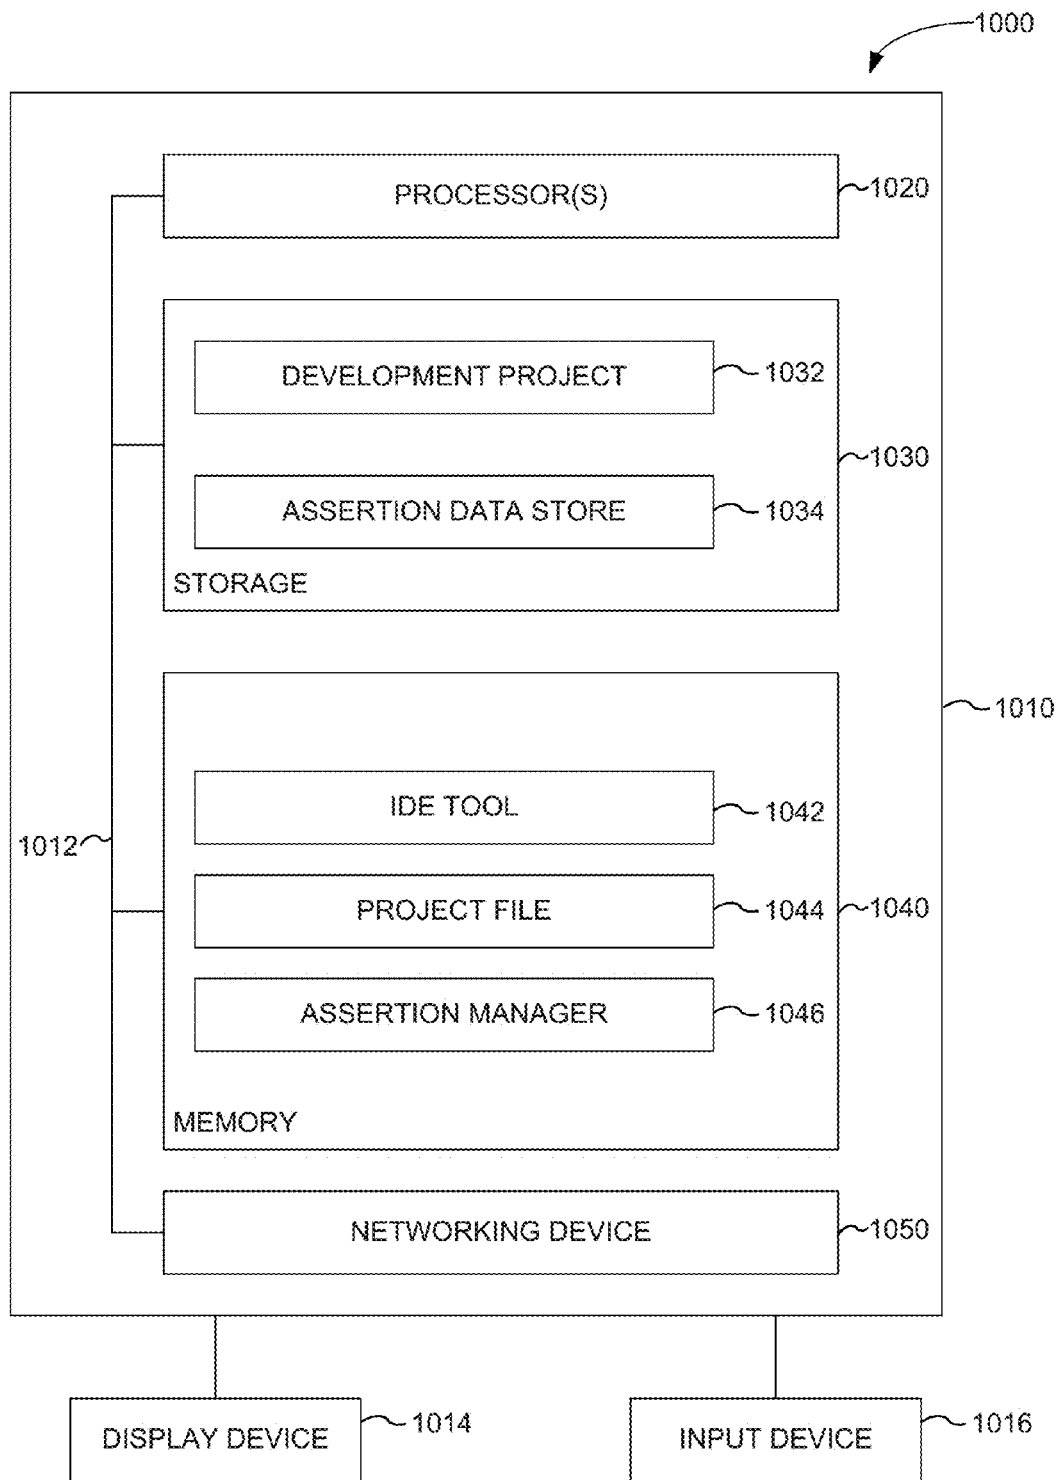 1000
PROCESSOR(S)
1020
DEVELOPMENT PROJECT
1032
1030
ASSERTION DATA STORE
1034
STORAGE
1010
IDE TOOL
1042
1012
PROJECT FILE
1044
1040
ASSERTION MANAGER
1046
MEMORY
NETWORKING DEVICE
1050
DISPLAY DEVICE
1014
INPUT DEVICE
1016